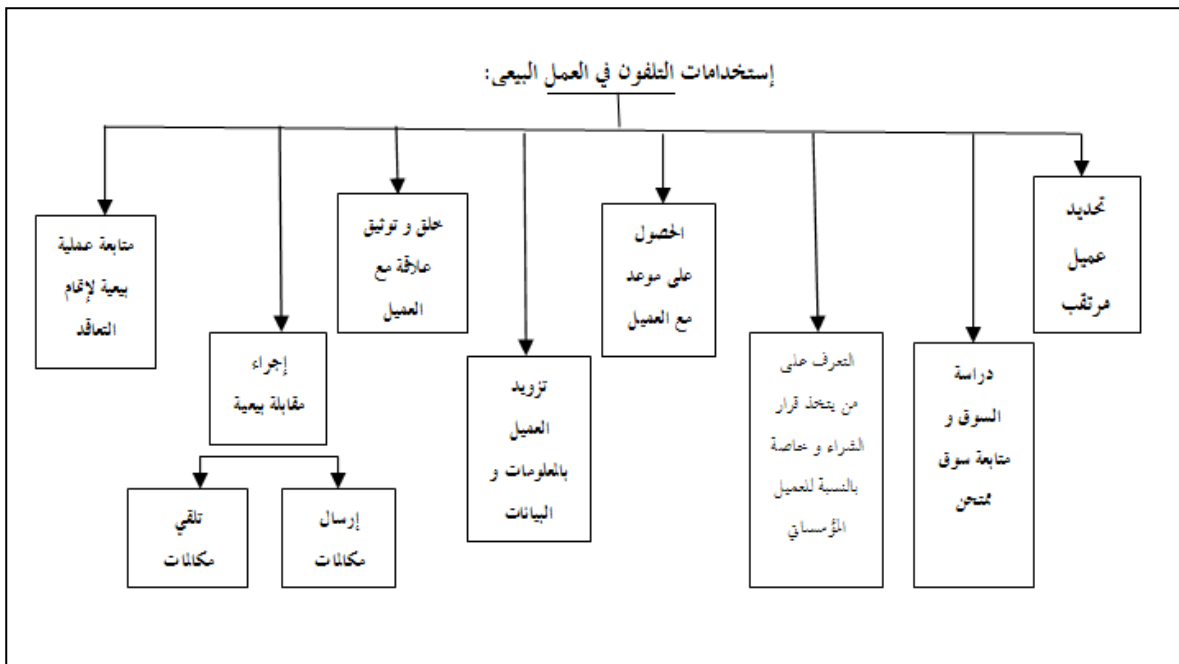 إستخدامات التلفون في العمل البيعى:
تحديد
عميل
مرتقب
دراسة
السوق و
متابعة سوق
ممتحن
التعرف على
من يتخذ قرار
الشراء و خاصة
بالنسبة للعميل
المؤسساتي
الحصول
على موعد
مع العميل
تزويد
العميل
بالمعلومات و
البيانات
خلق و توثيق
علاقة مع
العميل
إجراء
مقابلة بيعية
إرسال
مكالمات
تلقي
مكالمات
متابعة عملية
بيعية لإتمام
التعاقد